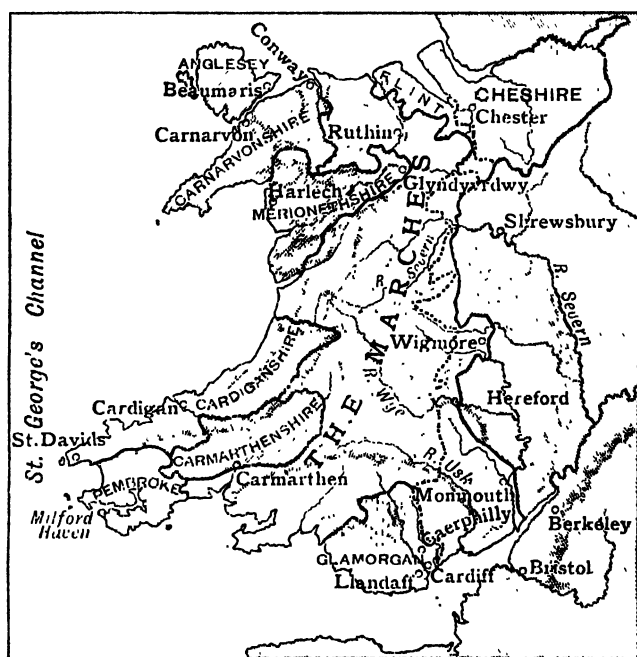 ANGLESEY
Beaumaris
Conway
FLINT
CHESHIRE
Chester
Carnarvon
CARNARVONSHIRE
Ruthin
Harlech
MERIONETHSHIRE
Glyndyvrdwy
Shrewsbury
St. George's Channel
THE MARCHES
R. Severn
R. Severn
Wigmore
R. Wye
Hereford
CARDIGANSHIRE
Cardigan
St. Davids
CARMARTHENSHIRE
Carmarthen
PEMBROKE
Milford
Haven
R. Usk
Monmouth
Caerphilly
Berkeley
GLAMORGAN
Llandaff
Cardiff
Bristol